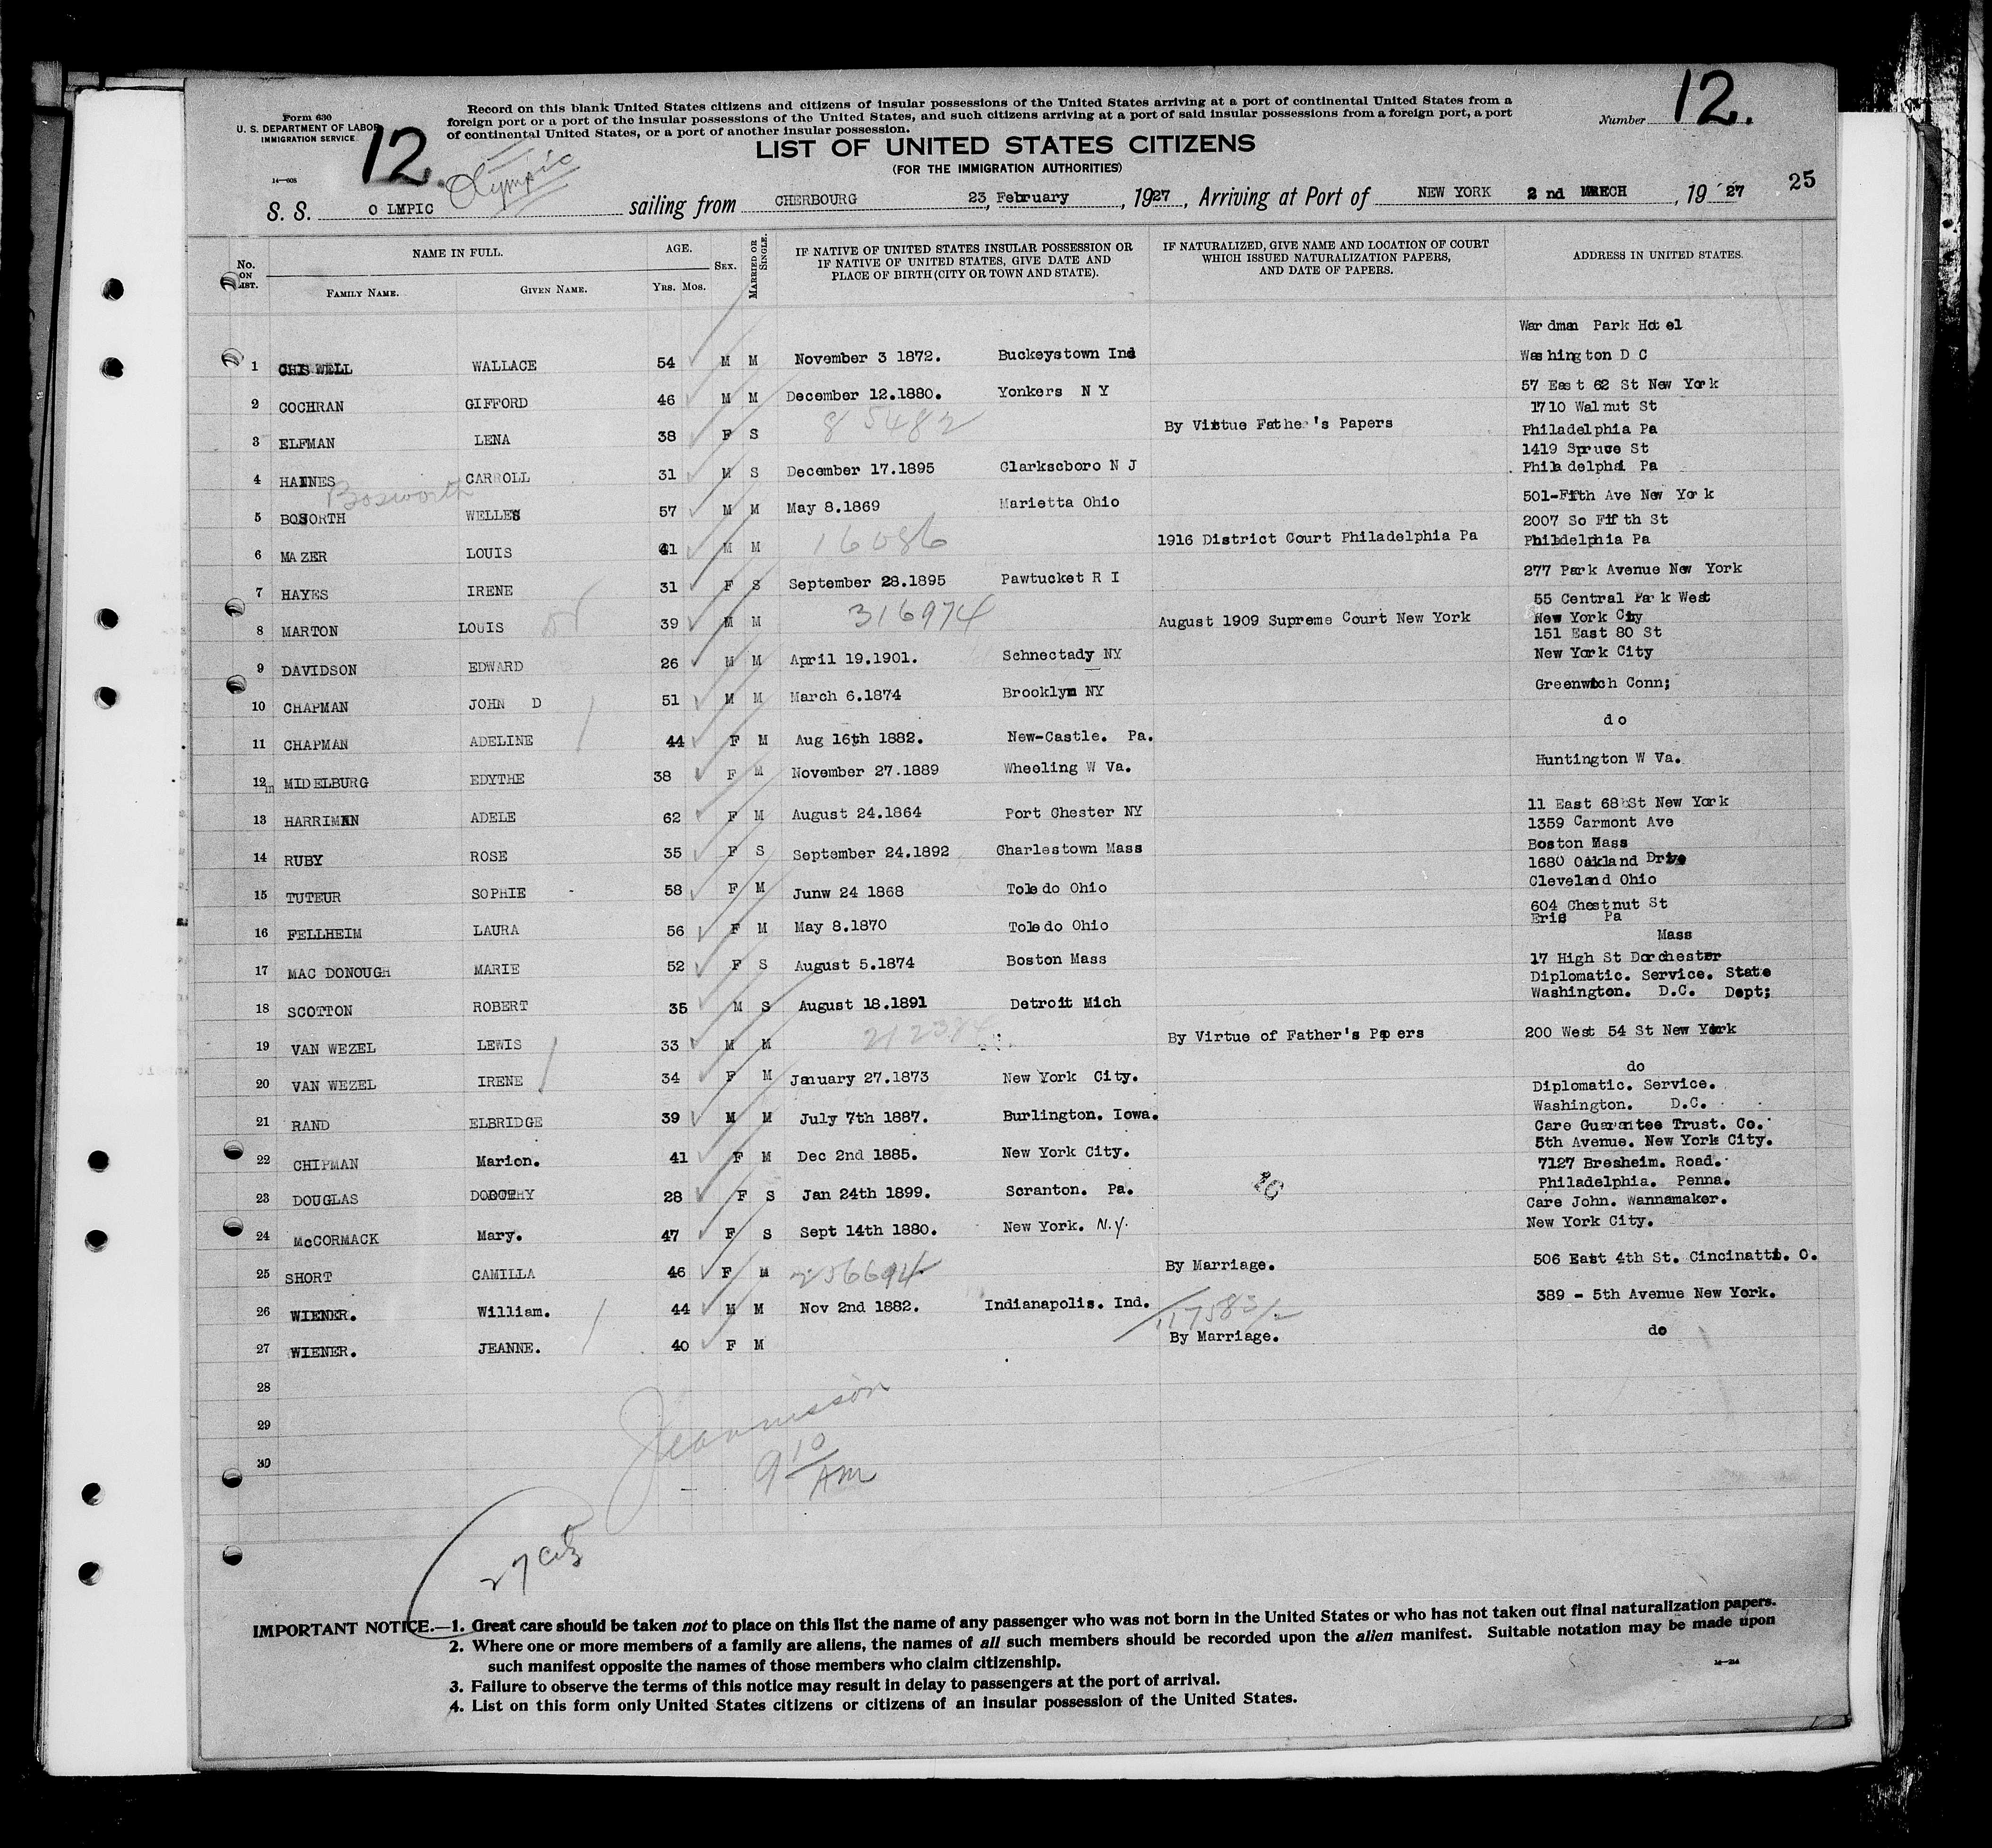 Form 630
U. S. DEPARTMENT OF LABOR
IMMIGRATION SERVICE
14—608
12.
Record on this blank United States citizens and citizens of insular possessions of the United States arriving at a port of continental United States from a
foreign port or a port of the insular possessions of the United States, and such citizens arriving at a port of said insular possessions from a foreign port, a port
of continental United States, or a port of another insular possession.
Number 12.
LIST OF UNITED STATES CITIZENS
(FOR THE IMMIGRATION AUTHORITIES)
Olympic
25
S. S. O LMPIC sailing from CHERBOURG 23, February , 1927 , Arriving at Port of NEW YORK 2 nd MARCH , 19 ' 27
No. ON LIST. NAME IN FULL. AGE. SEX. MARRIED OR SINGLE. IF NATIVE OF UNITED STATES INSULAR POSSESSION OR IF NATIVE OF UNITED STATES, GIVE DATE AND PLACE OF BIRTH (CITY OR TOWN AND STATE). IF NATURALIZED, GIVE NAME AND LOCATION OF COURT WHICH ISSUED NATURALIZATION PAPERS, AND DATE OF PAPERS. ADDRESS IN UNITED STATES.
FAMILY NAME. GIVEN NAME. YRS. MOS.
Wardman Park Hotel
1 CHISWELL WALLACE 54 M M November 3 1872. Buckeystown Ind Washington D C
2 COCHRAN GIFFORD 46 M M December 12.1880. Yonkers N Y 57 East 62 St New York
85482
1710 Walnut St
3 ELFMAN LENA 38 F S By Virtue Father's Papers Philadelphia Pa
1419 Spruce St
4 HAINES CARROLL 31 M S December 17.1895 Clarksboro N J Philadelphai Pa
Bosworth
5 BOSORTH WELLES 57 M M May 8.1869 Marietta Ohio 501-Fifth Ave New York
2007 So Fifth St
6 MAZER LOUIS 41 M M 16086 1916 District Court Philadelphia Pa Philadelphia Pa
7 HAYES IRENE 31 F S September 28.1895 Pawtucket R I 277 Park Avenue New York
55 Central Park West
8 MARTON LOUIS 39 M M 316974 August 1909 Supreme Court New York New York City
151 East 80 St
9 DAVIDSON EDWARD 26 M M April 19.1901. Schnectady NY New York City
10 CHAPMAN JOHN D 51 M M March 6.1874 Brooklyn NY Greenwich Conn;
11 CHAPMAN ADELINE 44 F M Aug 16th 1882. New-Castle. Pa. do
12 m MIDELBURG EDYTHE 38 F M November 27.1889 Wheeling W Va. Huntington W Va.
13 HARRIMAN ADELE 62 F M August 24.1864 Port Chester NY 11 East 68 St New York
1359 Carmont Ave
14 RUBY ROSE 35 F S September 24.1892 Charlestown Mass Boston Mass
1680 Oakland Drive
15 TUTEUR SOPHIE 58 F M Junw 24 1868 Toledo Ohio Cleveland Ohio
604 Chestnut St
16 FELLHEIM LAURA 56 F M May 8.1870 Toledo Ohio Erie Pa
Mass
17 MAC DONOUGH MARIE 52 F S August 5.1874 Boston Mass 17 High St Dorchester
Diplomatic. Service. State
18 SCOTTON ROBERT 35 M S August 18.1891 Detroit Mich Washington. D.C. Dept;
19 VAN WEZEL LEWIS 33 M M By Virtue of Father's Papers 200 West 54 St New York
20 VAN WEZEL IRENE 34 F M January 27.1873 New York City. do
Diplomatic. Service.
21 RAND ELBRIDGE 39 M M July 7th 1887. Burlington. Iowa. Washington. D.C.
Care Guarantee Trust. Co.
22 CHIPMAN Marion. 41 F M Dec 2nd 1885. New York City. 5th Avenue. New York City.
7127 Bresheim. Road.
23 DOUGLAS DOROTHY 28 F S Jan 24th 1899. Scranton. Pa. 16 Philadelphia. Penna.
Care John. Wannamaker.
24 McCORMACK Mary. 47 F S Sept 14th 1880. New York. N.Y. New York City.
25 SHORT CAMILLA 46 F M 256694 By Marriage. 506 East 4th St. Cincinatti. O.
26 WIENER. William. 44 M M Nov 2nd 1882. Indianapolis. Ind. 389 - 5th Avenue New York.
27 WIENER. JEANNE. 40 F M By Marriage. do
28
29
30
9 10 AM
27 Citz
IMPORTANT NOTICE.—1. Great care should be taken not to place on this list the name of any passenger who was not born in the United States or who has not taken out final naturalization papers.
2. Where one or more members of a family are aliens, the names of all such members should be recorded upon the alien manifest. Suitable notation may be made upon
such manifest opposite the names of those members who claim citizenship.
3. Failure to observe the terms of this notice may result in delay to passengers at the port of arrival.
4. List on this form only United States citizens or citizens of an insular possession of the United States.